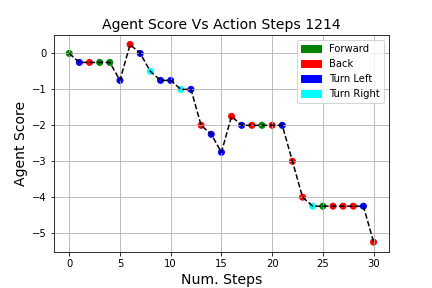 Agent Score Vs Action Steps 1214
Forward
Back
Turn Left
Turn Right
Agent Score
0
−1
−2
−3
−4
−5
0 5 10 15 20 25 30
Num. Steps